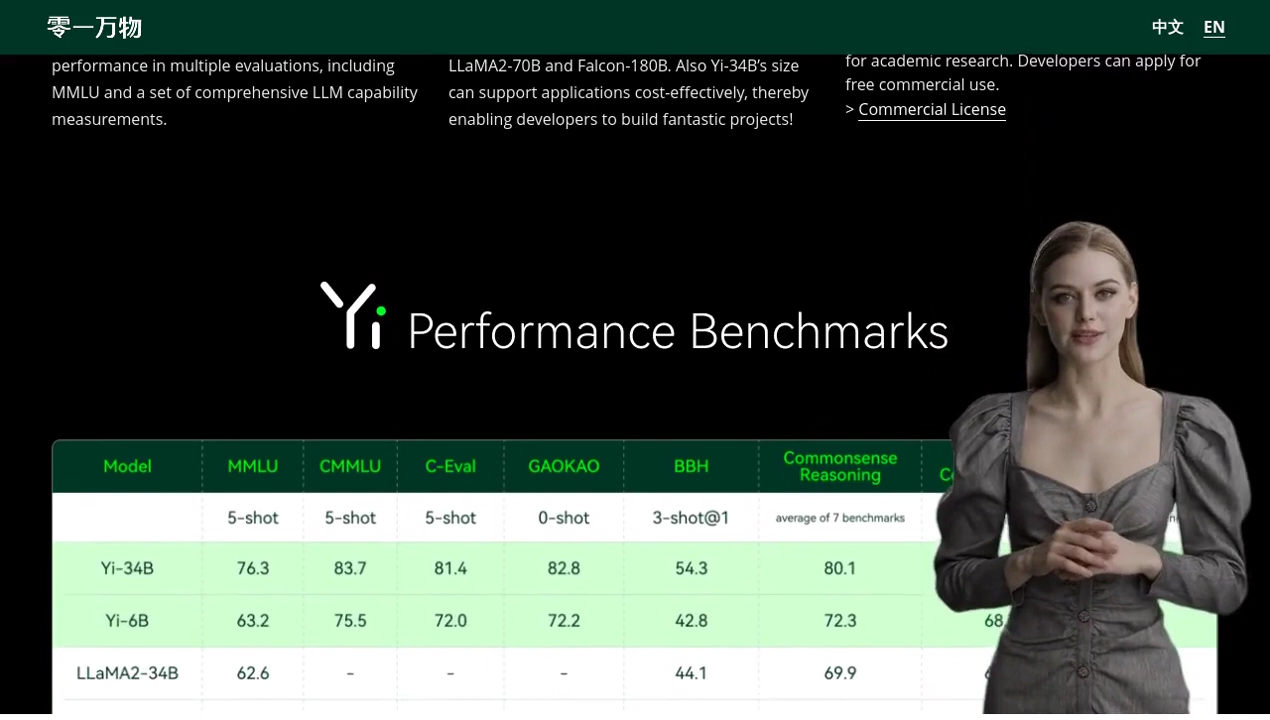 零一万物
中文 EN
performance in multiple evaluations, including
MMLU and a set of comprehensive LLM capability
measurements.
LLaMA2-70B and Falcon-180B. Also Yi-34B’s size
can support applications cost-effectively, thereby
enabling developers to build fantastic projects!
for academic research. Developers can apply for
free commercial use.
> Commercial License
Yi Performance Benchmarks
Model MMLU CMMLU C-Eval GAOKAO BBH Commonsense Reasoning
5-shot 5-shot 5-shot 0-shot 3-shot@1 average of 7 benchmarks
Yi-34B 76.3 83.7 81.4 82.8 54.3 80.1
Yi-6B 63.2 75.5 72.0 72.2 42.8 72.3 68.
LLaMA2-34B 62.6 - - - 44.1 69.9